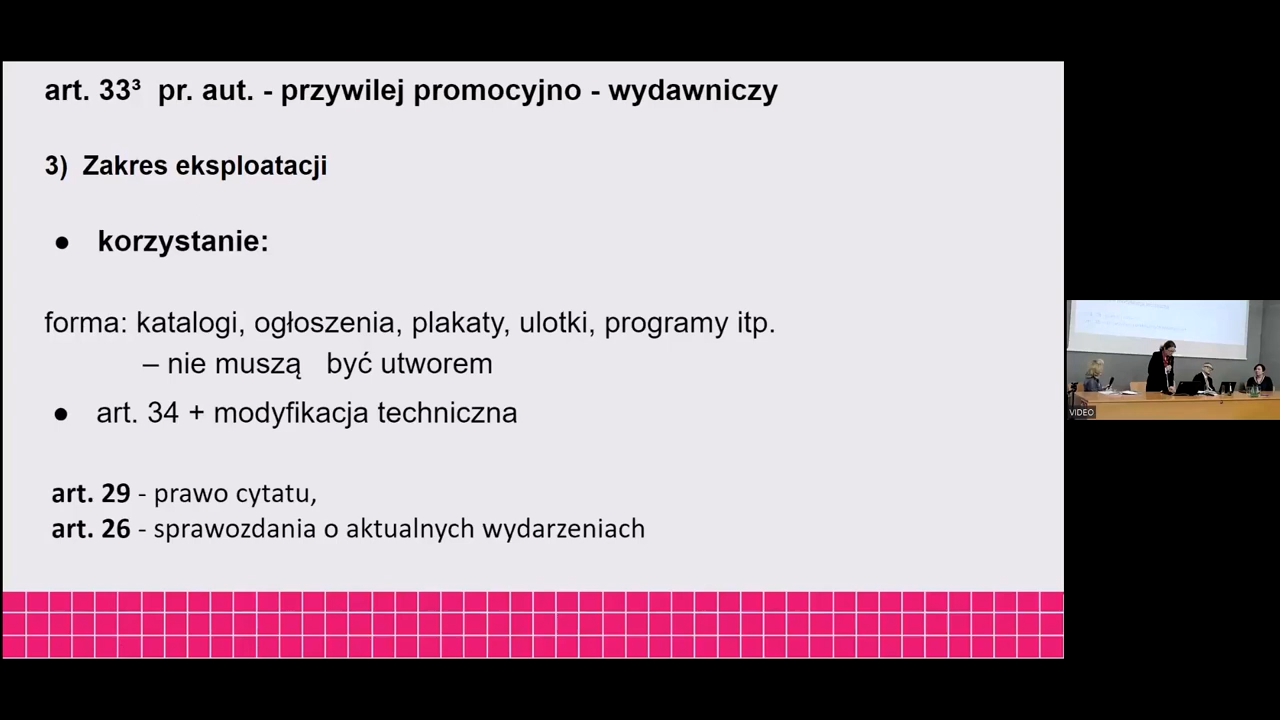 art. 33³ pr. aut. - przywilej promocyjno - wydawniczy
3) Zakres eksploatacji
● korzystanie:
forma: katalogi, ogłoszenia, plakaty, ulotki, programy itp.
– nie muszą być utworem
● art. 34 + modyfikacja techniczna
art. 29 - prawo cytatu,
art. 26 - sprawozdania o aktualnych wydarzeniach
VIDEO